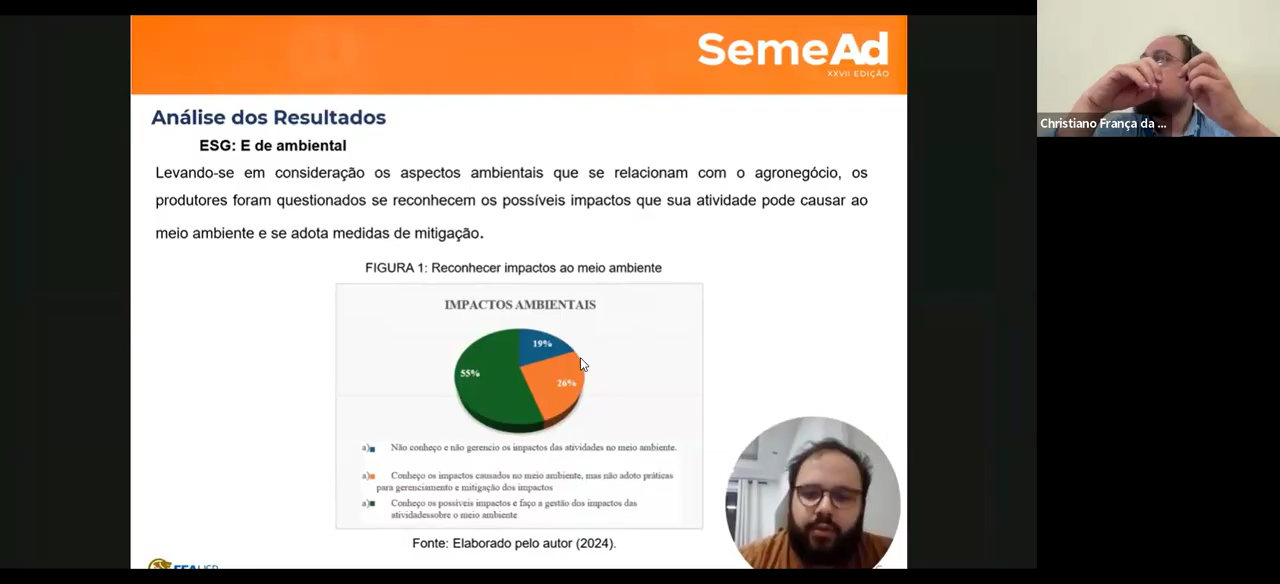 SemeAd
XXVII EDIÇÃO
Christiano França da ...
Análise dos Resultados
ESG: E de ambiental
Levando-se em consideração os aspectos ambientais que se relacionam com o agronegócio, os
produtores foram questionados se reconhecem os possíveis impactos que sua atividade pode causar ao
meio ambiente e se adota medidas de mitigação.
FIGURA 1: Reconhecer impactos ao meio ambiente
IMPACTOS AMBIENTAIS
19%
55%
26%
a) Não conheço e não gerencio os impactos das atividades no meio ambiente.
a) Conheço os impactos causados no meio ambiente, mas não adoto práticas
para gerenciamento e mitigação dos impactos
a) Conheço os possíveis impactos e faço a gestão dos impactos das
atividadessobre o meio ambiente
Fonte: Elaborado pelo autor (2024).